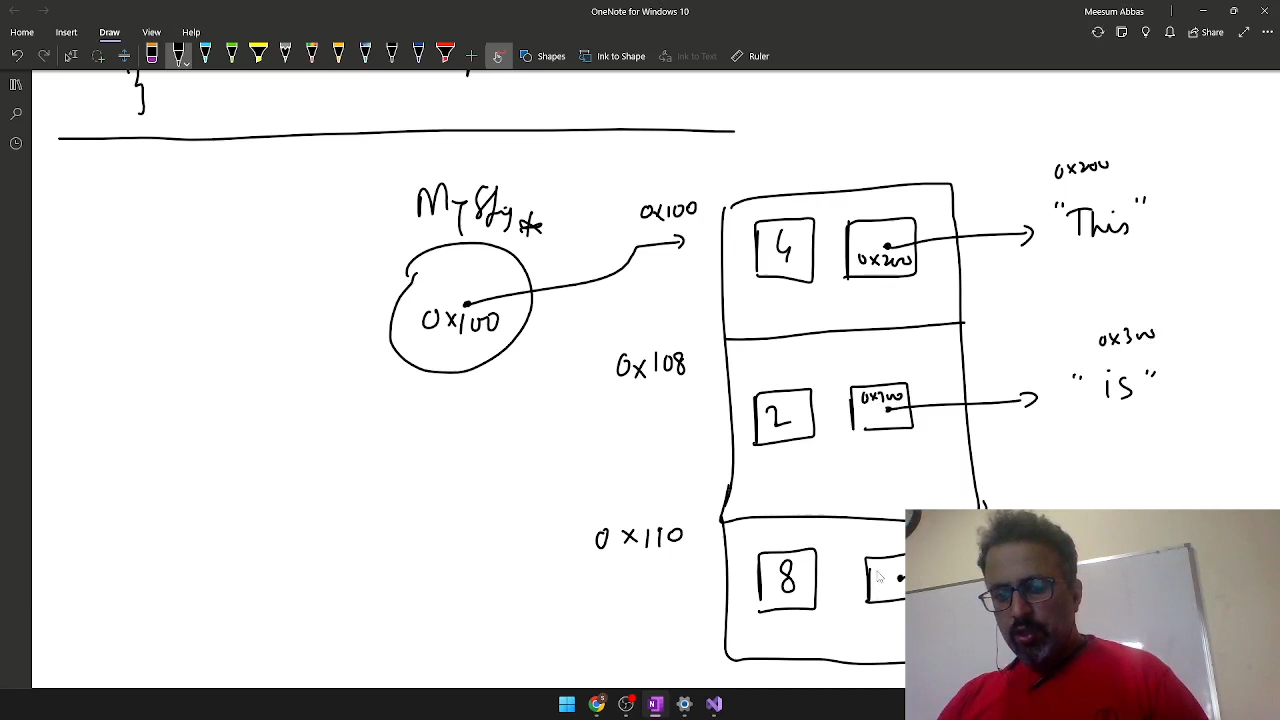 OneNote for Windows 10
Meesum Abbas
Home Insert Draw View Help
Share
Shapes Ink to Shape Ink to Text Ruler
}
0x200
MyString* 0x100 4 "This"
0x200
0x100
0x300
0x108
0x300 "is"
2
0x110
8